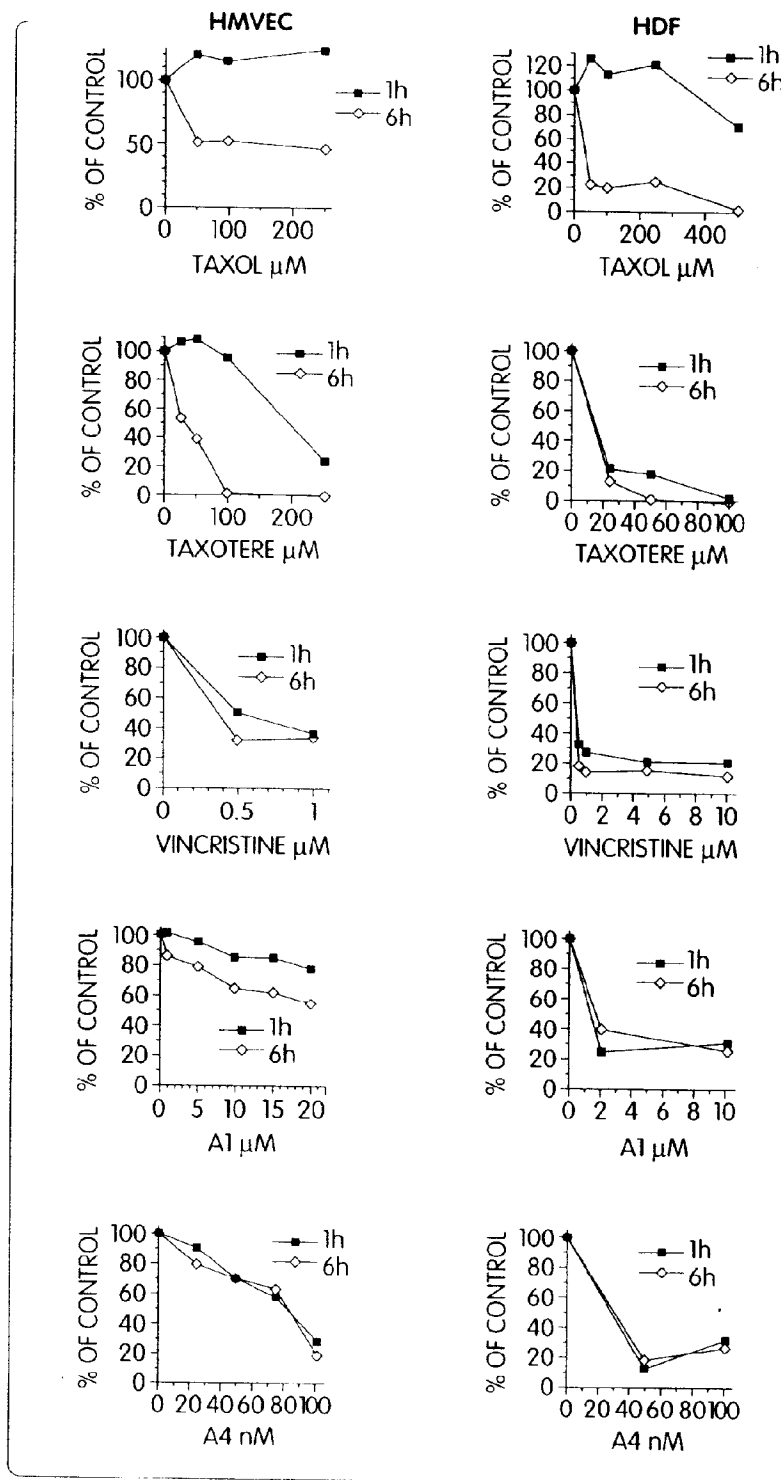 HMVEC
% OF CONTROL
100
50
0
0 100 200
TAXOL µM
1h
6h
HDF
% OF CONTROL
120
100
80
60
40
20
0
0 200 400
TAXOL µM
1h
6h
% OF CONTROL
100
80
60
40
20
0
0 100 200
TAXOTERE µM
1h
6h
% OF CONTROL
100
80
60
40
20
0
0 20 40 60 80 100
TAXOTERE µM
1h
6h
% OF CONTROL
100
80
60
40
20
0
0 0.5 1
VINCRISTINE µM
1h
6h
% OF CONTROL
100
80
60
40
20
0
0 2 4 6 8 10
VINCRISTINE µM
1h
6h
% OF CONTROL
100
80
60
40
20
0
0 5 10 15 20
A1 µM
1h
6h
% OF CONTROL
100
80
60
40
20
0
0 2 4 6 8 10
A1 µM
1h
6h
% OF CONTROL
100
80
60
40
20
0
0 20 40 60 80 100
A4 nM
1h
6h
% OF CONTROL
100
80
60
40
20
0
0 20 40 60 80 100
A4 nM
1h
6h